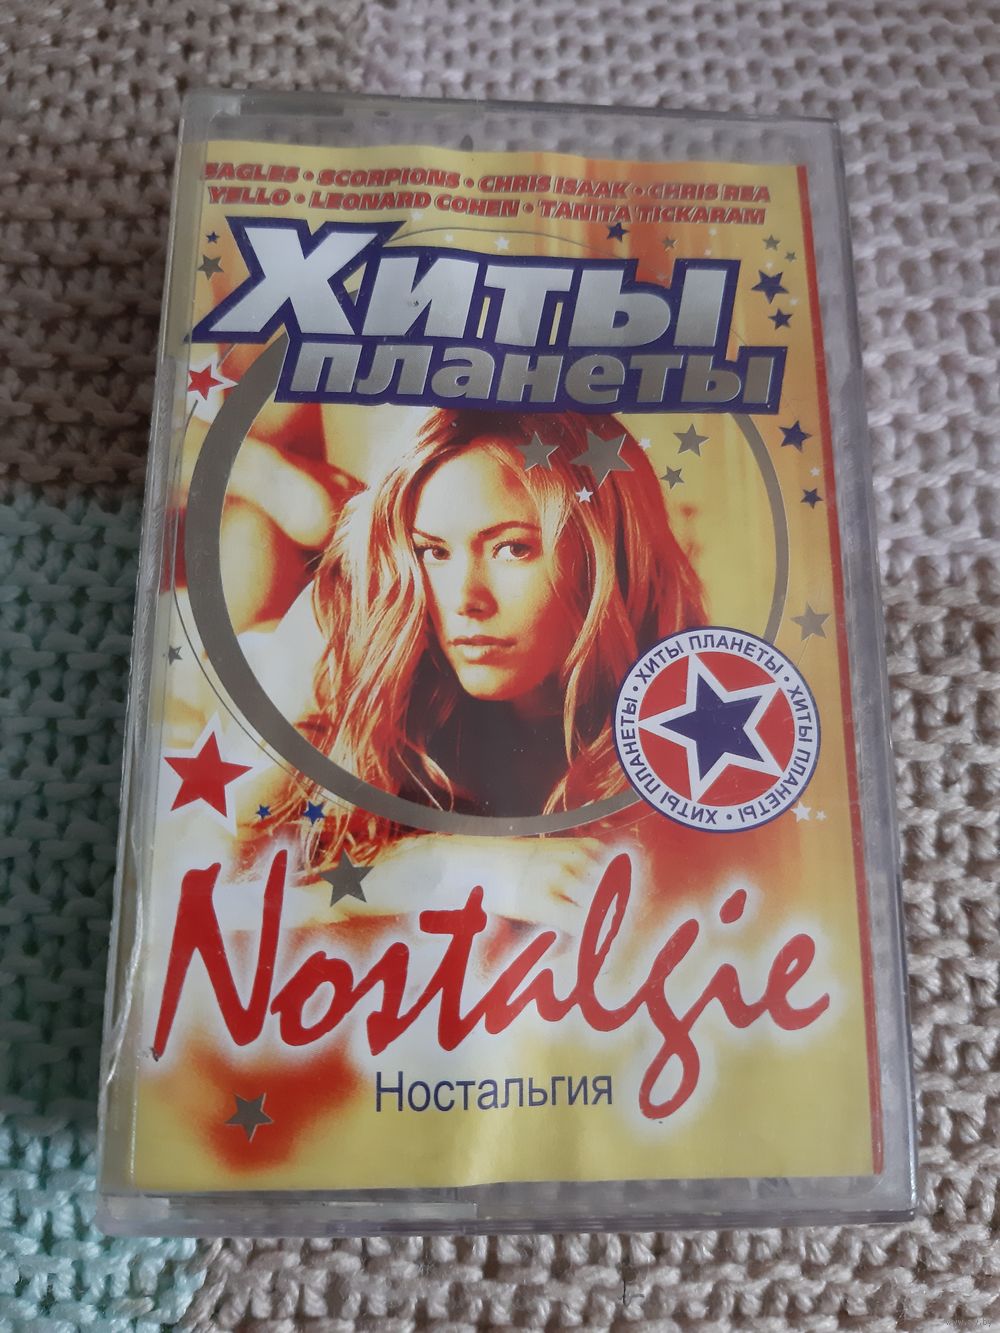 EAGLES • SCORPIONS • CHRIS ISAAK • CHRIS REA
YELLO • LEONARD COHEN • TANITA TICKARAM
Хиты
планеты
ХИТЫ ПЛАНЕТЫ • ХИТЫ ПЛАНЕТЫ • ХИТЫ ПЛАНЕТЫ •
Nostalgie
Ностальгия